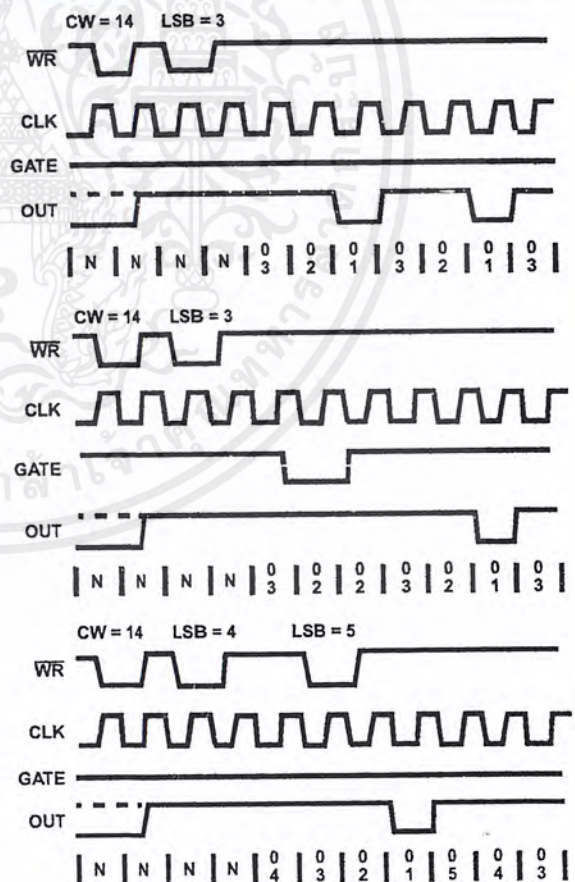 CW = 14 LSB = 3
WR
CLK
GATE
OUT
N N N N 0 0 0 0 0 0 0
3 2 1 3 2 1 3
CW = 14 LSB = 3
WR
CLK
GATE
OUT
N N N N 0 0 0 0 0 0 0
3 2 2 3 2 1 3
CW = 14 LSB = 4 LSB = 5
WR
CLK
GATE
OUT
N N N N 0 0 0 0 0 0 0
4 3 2 1 5 4 3